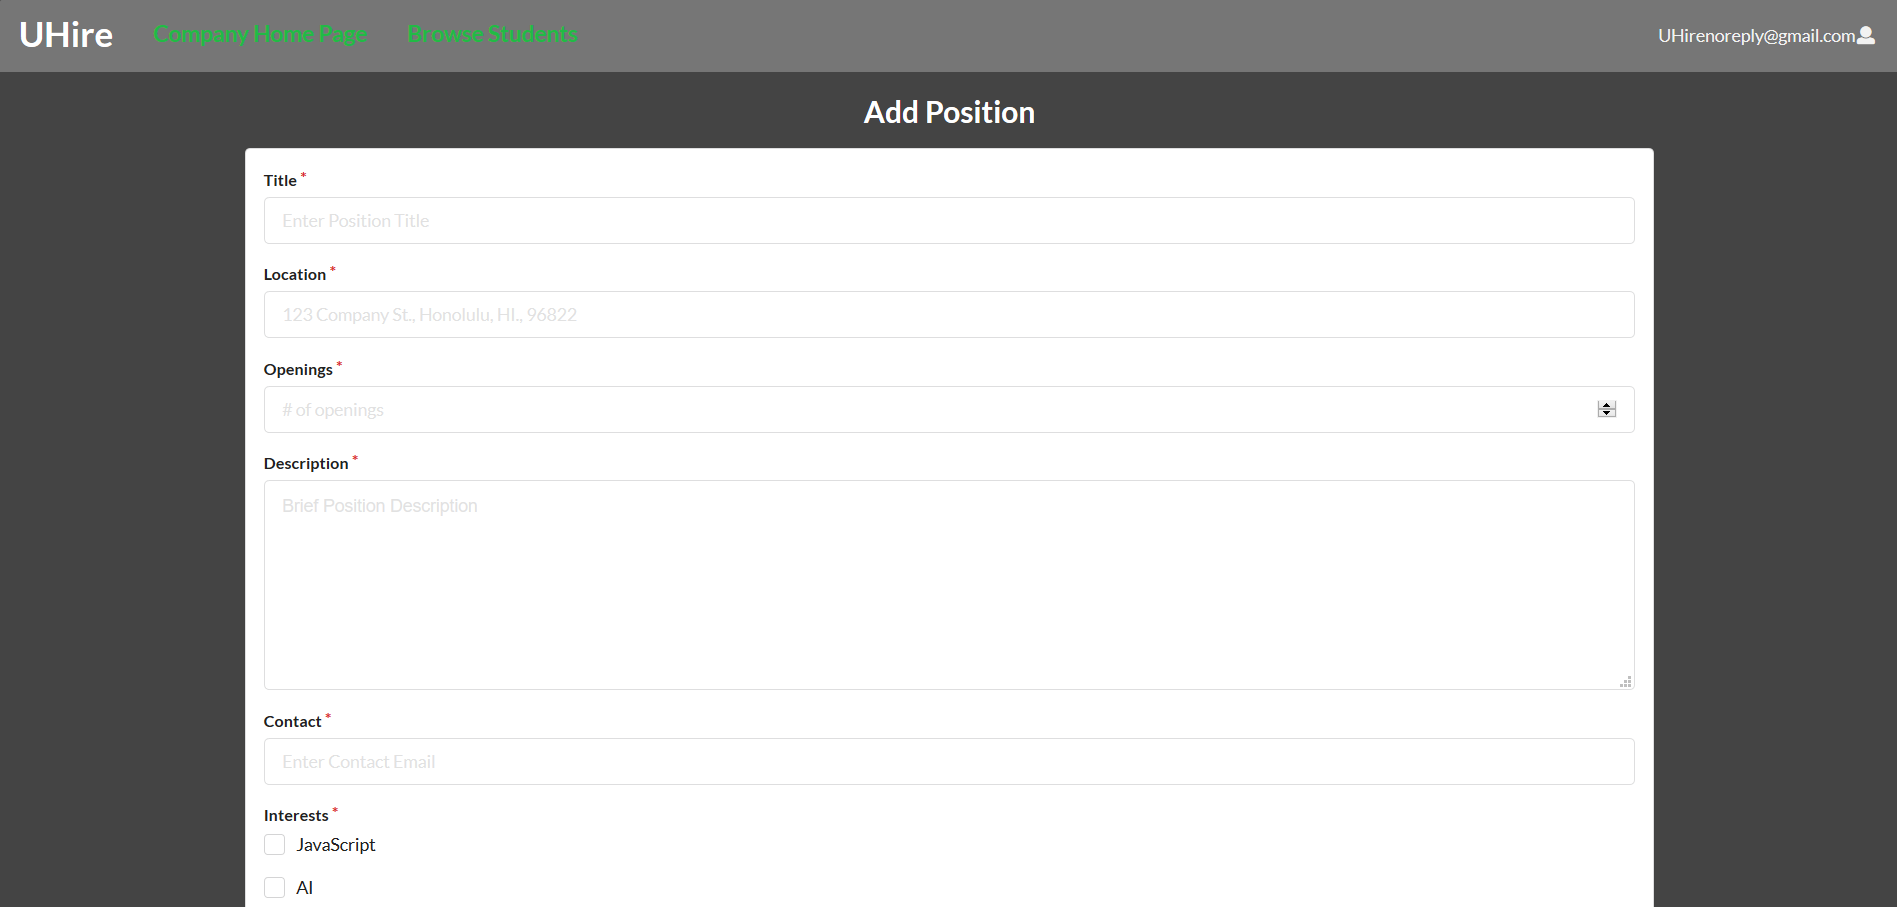 UHire Company Home Page Browse Students UHirenoreply@gmail.com
Add Position
Title *
Enter Position Title
Location *
123 Company St., Honolulu, HI., 96822
Openings *
# of openings
Description *
Brief Position Description
Contact *
Enter Contact Email
Interests *
JavaScript
AI